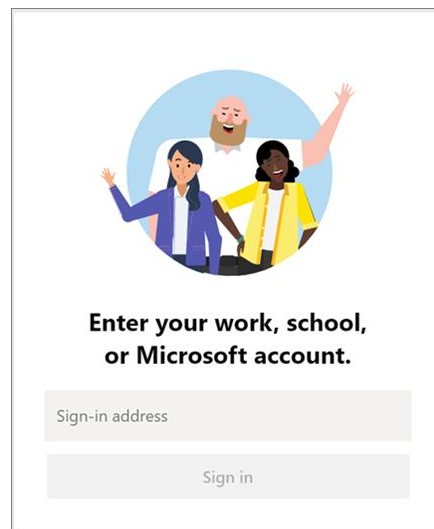 Enter your work, school,
or Microsoft account.
Sign-in address
Sign in